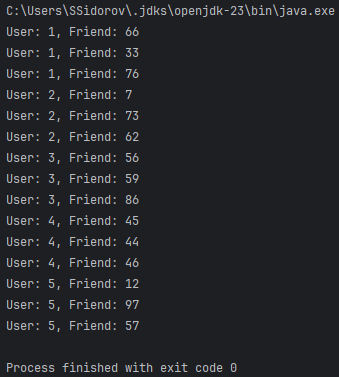 C:\Users\SSidorov\.jdks\openjdk-23\bin\java.exe
User: 1, Friend: 66
User: 1, Friend: 33
User: 1, Friend: 76
User: 2, Friend: 7
User: 2, Friend: 73
User: 2, Friend: 62
User: 3, Friend: 56
User: 3, Friend: 59
User: 3, Friend: 86
User: 4, Friend: 45
User: 4, Friend: 44
User: 4, Friend: 46
User: 5, Friend: 12
User: 5, Friend: 97
User: 5, Friend: 57
Process finished with exit code 0